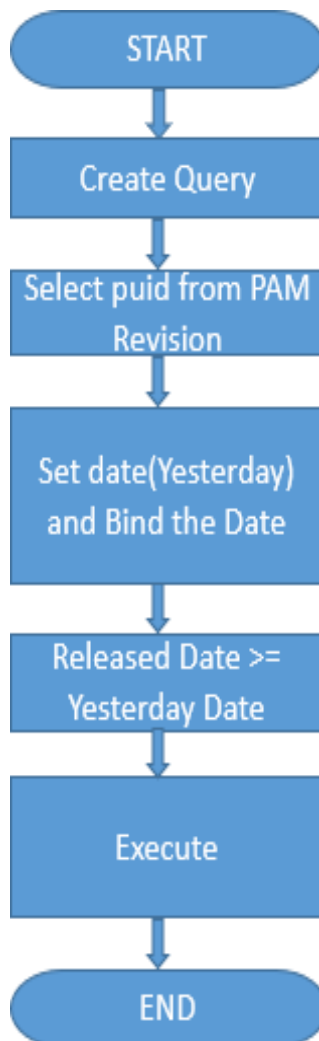 START
Create Query
Select puid from PAM
Revision
Set date(Yesterday)
and Bind the Date
Released Date >=
Yesterday Date
Execute
END